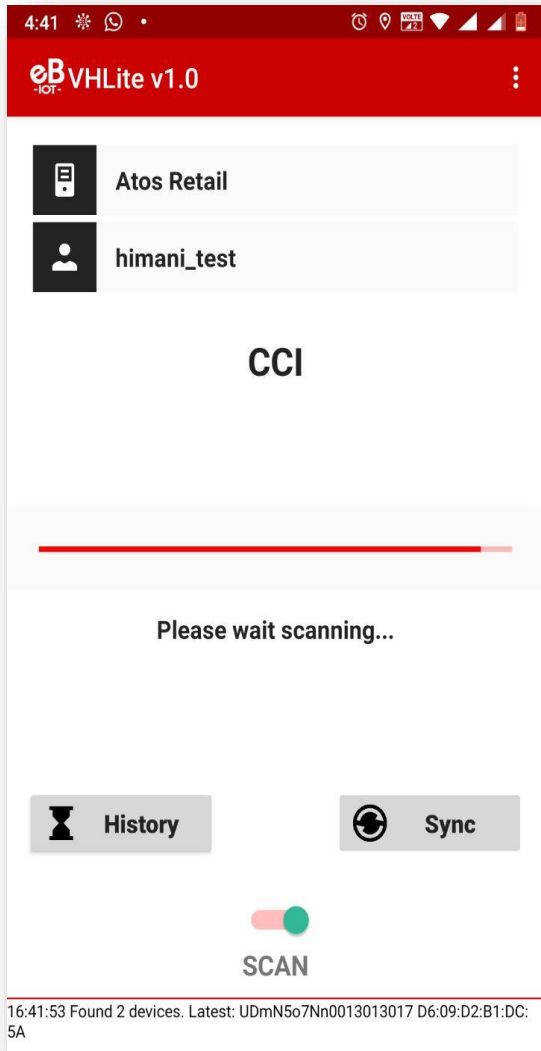 4:41
VOLTE 2
eB -IOT- VHLite v1.0
Atos Retail
himani_test
CCI
Please wait scanning...
History
Sync
SCAN
16:41:53 Found 2 devices. Latest: UDmN5o7Nn0013013017 D6:09:D2:B1:DC:
5A